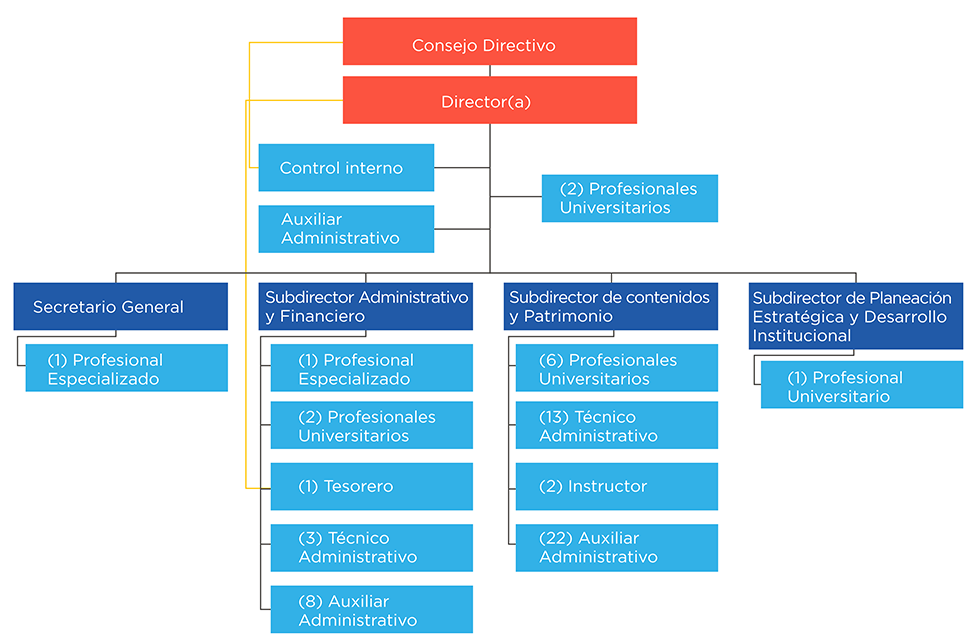 Consejo Directivo
Director(a)
Control interno
(2) Profesionales
Universitarios
Auxiliar
Administrativo
Secretario General
(1) Profesional
Especializado
Subdirector Administrativo
y Financiero
(1) Profesional
Especializado
(2) Profesionales
Universitarios
(1) Tesorero
(3) Técnico
Administrativo
(8) Auxiliar
Administrativo
Subdirector de contenidos
y Patrimonio
(6) Profesionales
Universitarios
(13) Técnico
Administrativo
(2) Instructor
(22) Auxiliar
Administrativo
Subdirector de Planeación
Estratégica y Desarrollo
Institucional
(1) Profesional
Universitario